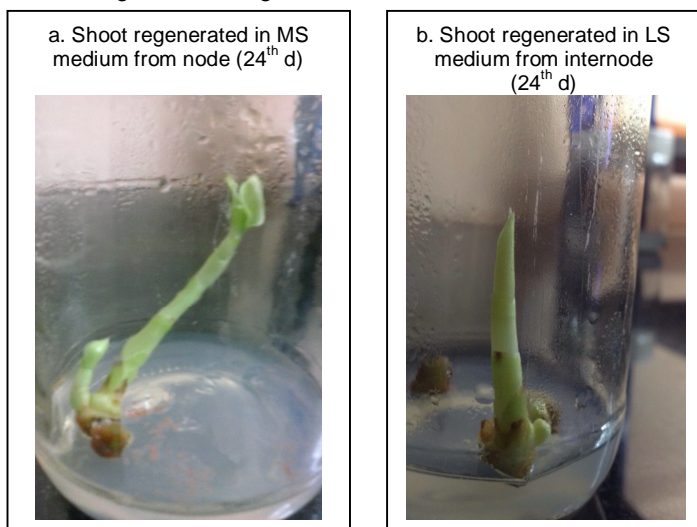 a. Shoot regenerated in MS
medium from node (24th d)
b. Shoot regenerated in LS
medium from internode
(24th d)